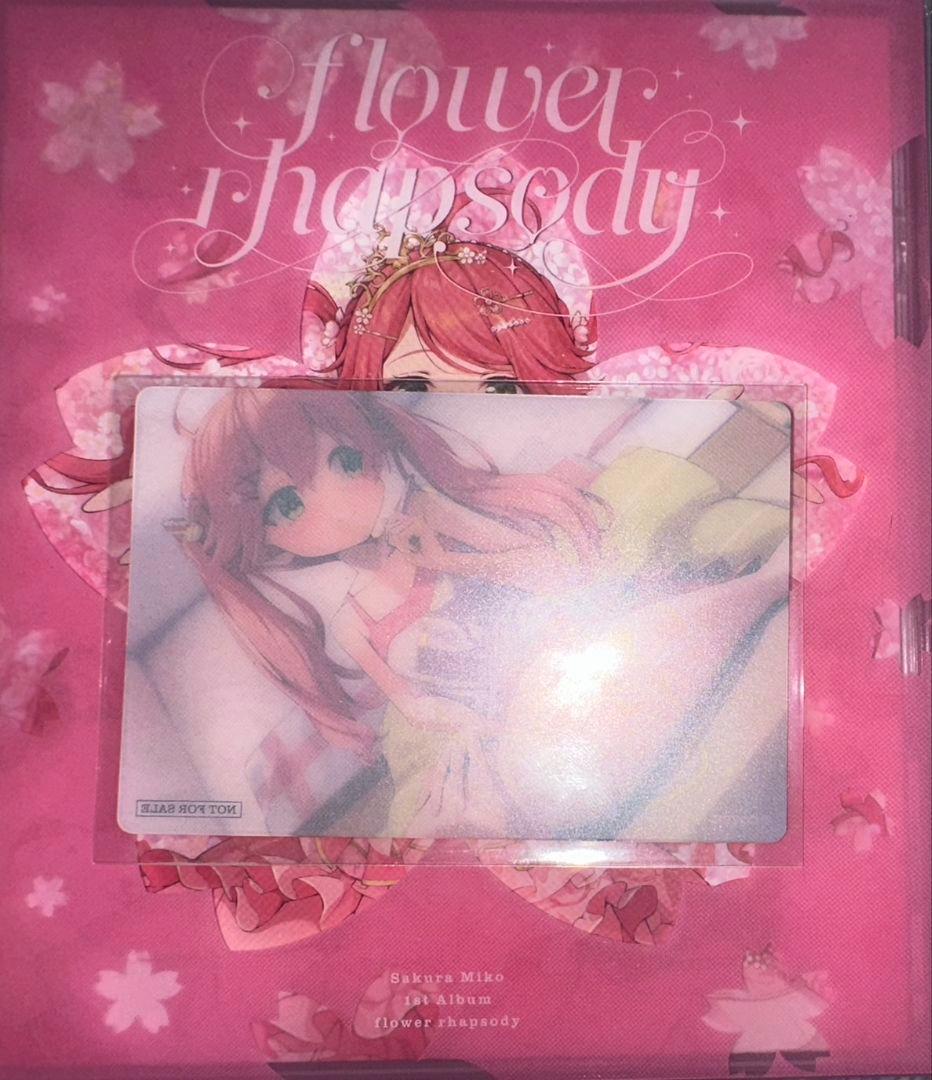 flower
rhapsody
NOT FOR SALE
Sakura Miko
1st Album
flower rhapsody